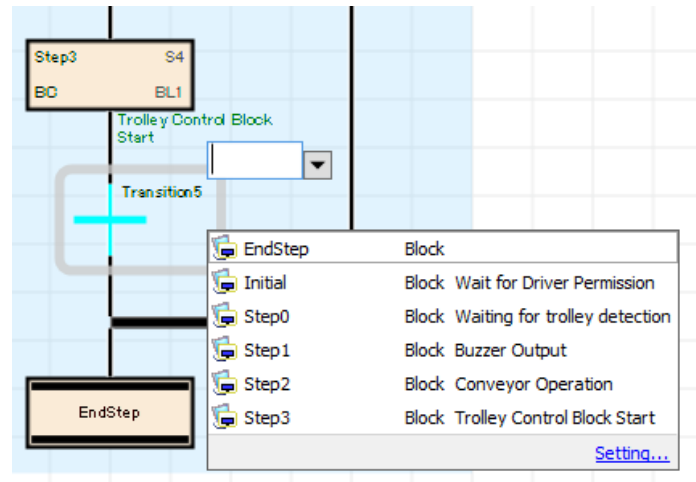 Step3 S4
BC BL1
Trolley Control Block
Start
Transition5
EndStep Block
Initial Block Wait for Driver Permission
Step0 Block Waiting for trolley detection
Step1 Block Buzzer Output
Step2 Block Conveyor Operation
Step3 Block Trolley Control Block Start
Setting...
EndStep